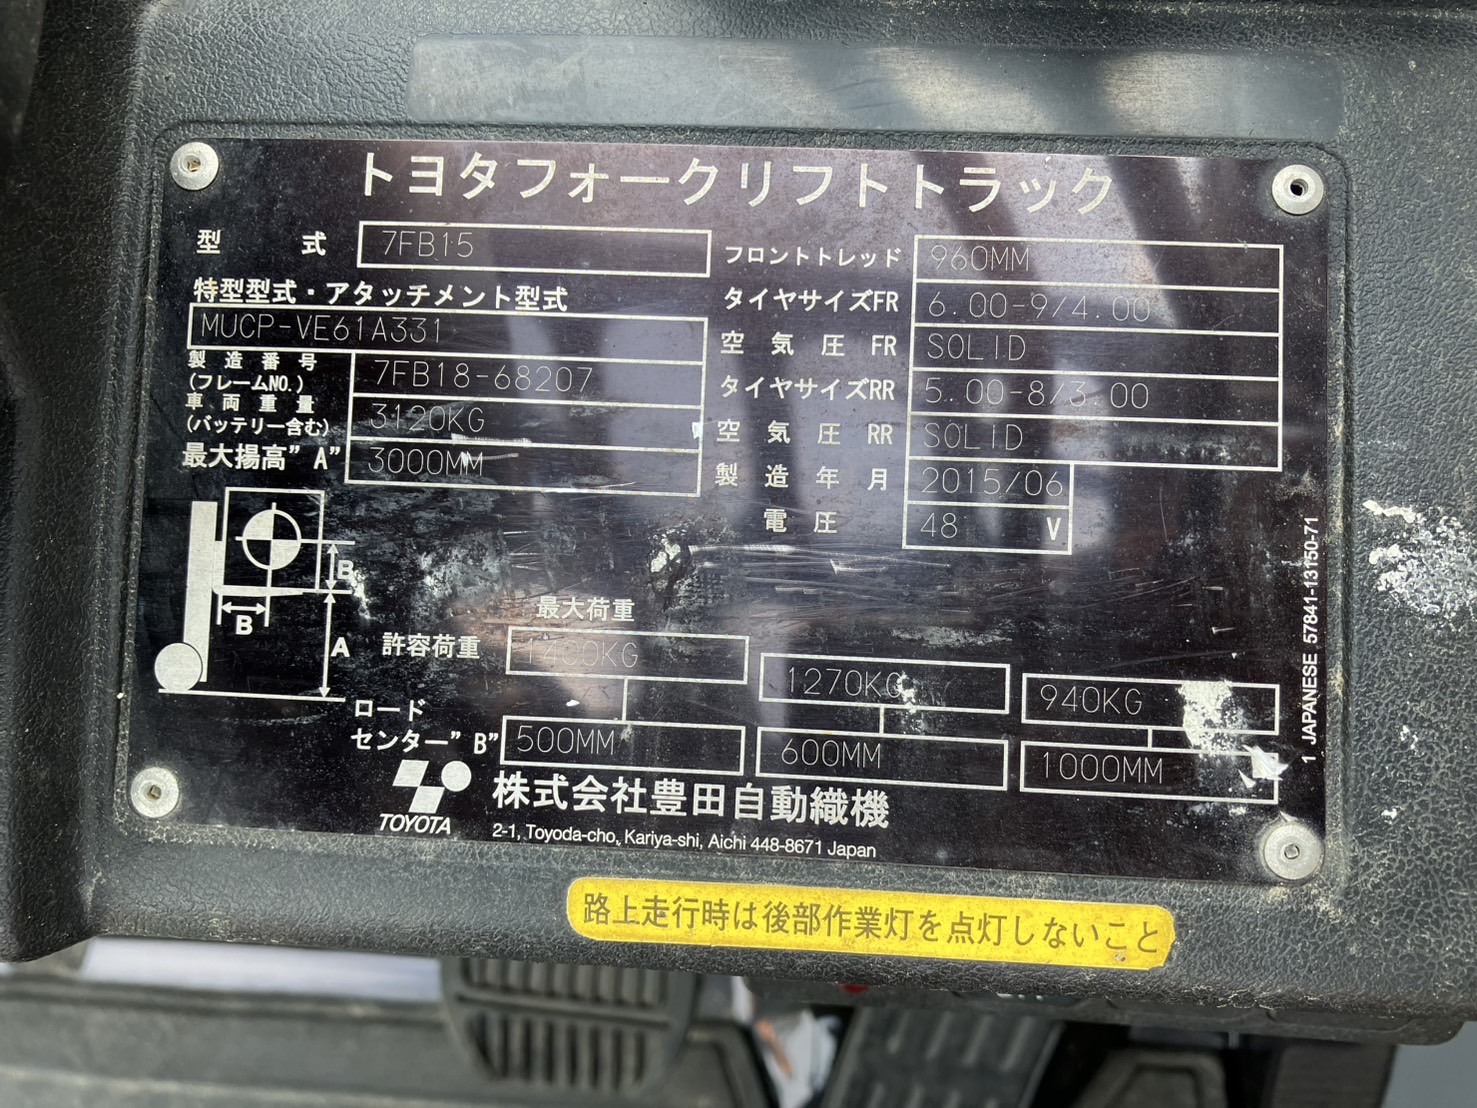 トヨタフォークリフトトラック
型式 7FB15
特型型式・アタッチメント型式
MUCP-VE61A331
製造番号
(フレームNO.) 7FB18-68207
車両重量
(バッテリー含む) 3120KG
最大揚高"A" 3000MM
フロントトレッド 960MM
タイヤサイズFR 6.00-9/4.00
空気圧FR SOLID
タイヤサイズRR 5.00-8/3.00
空気圧RR SOLID
製造年月 2015/06
電圧 48 V
B
B
A
最大荷重
許容荷重 1400KG 1270KG 940KG
ロード
センター"B" 500MM 600MM 1000MM
TOYOTA
株式会社豊田自動織機
2-1, Toyoda-cho, Kariya-shi, Aichi 448-8671 Japan
1 JAPANESE 57841-13150-71
路上走行時は後部作業灯を点灯しないこと